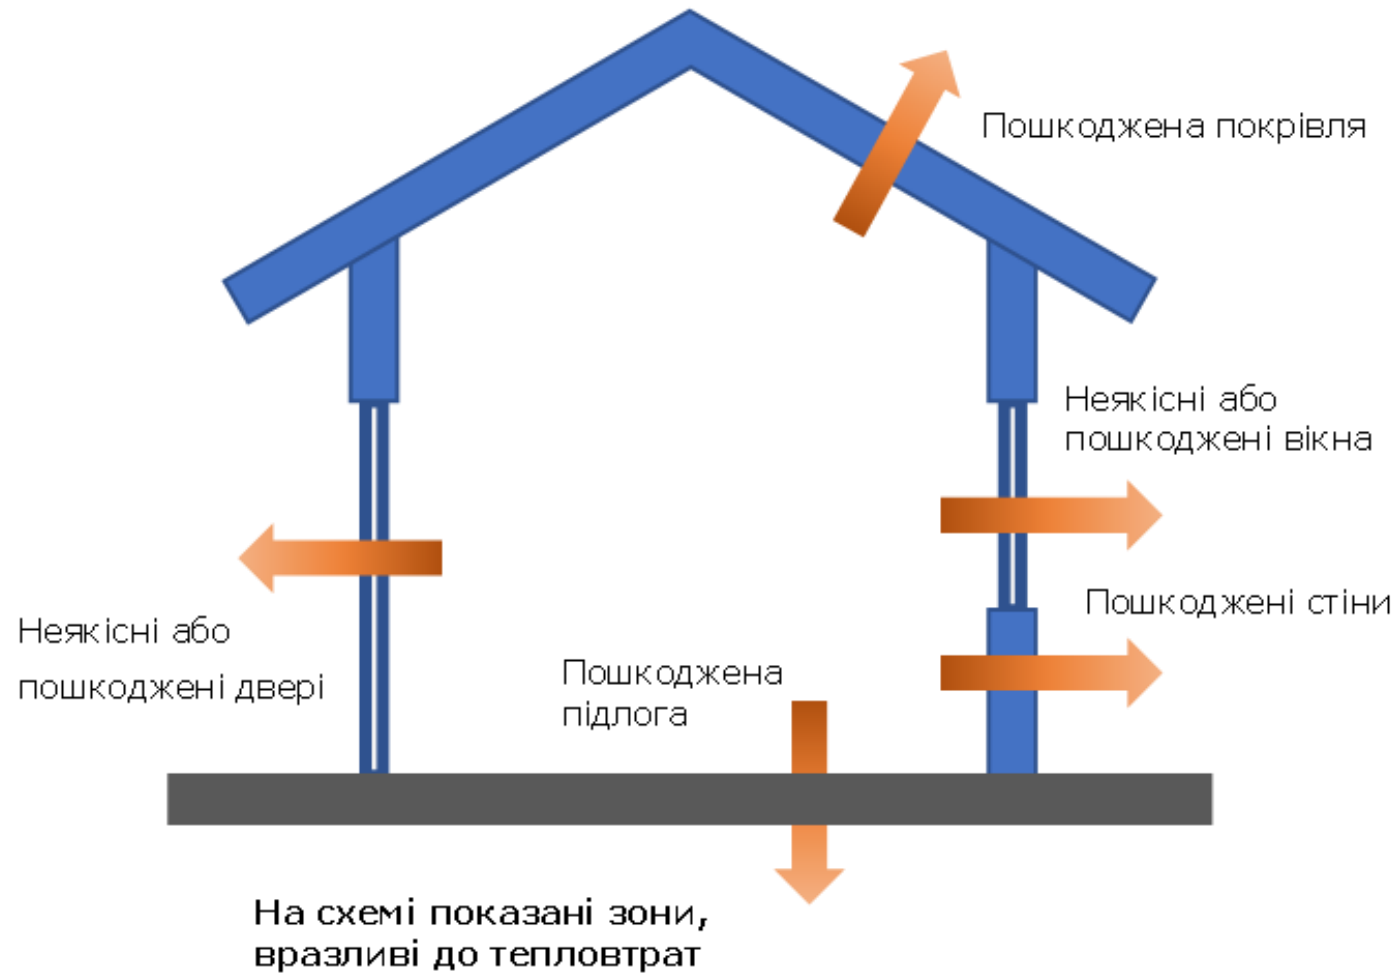 Пошкоджена покрівля
Неякісні або
пошкоджені вікна
Пошкоджені стіни
Неякісні або
пошкоджені двері
Пошкоджена
підлога
На схемі показані зони,
вразливі до тепловтрат